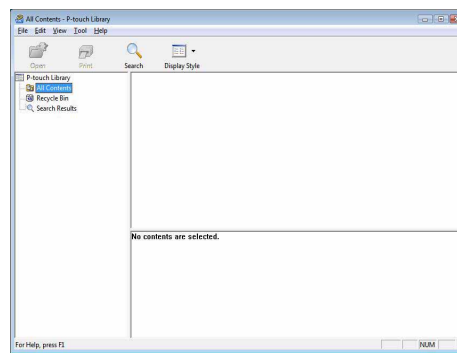 All Contents - P-touch Library
File Edit View Tool Help
Open Print Search Display Style
P-touch Library
All Contents
Recycle Bin
Search Results
No contents are selected.
For Help, press F1
NUM